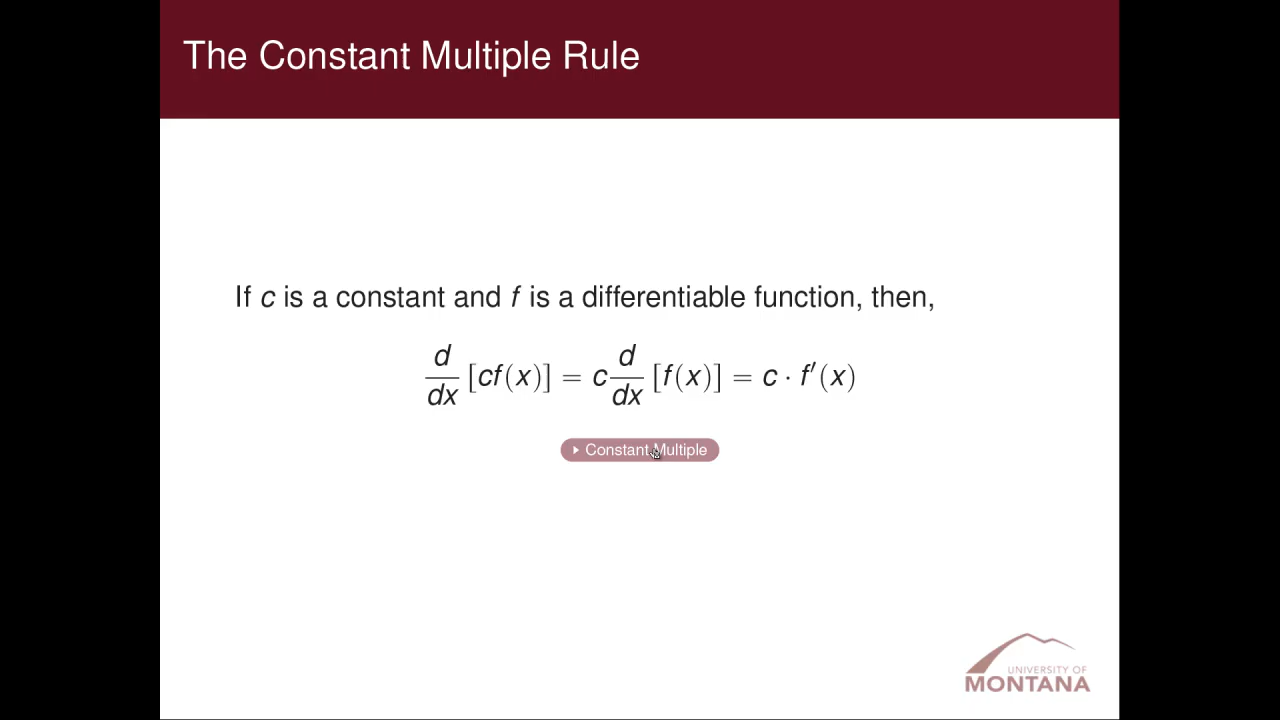 The Constant Multiple Rule
If c is a constant and f is a differentiable function, then,
d/dx [cf(x)] = c d/dx [f(x)] = c · f′(x)
Constant Multiple
UNIVERSITY OF
MONTANA